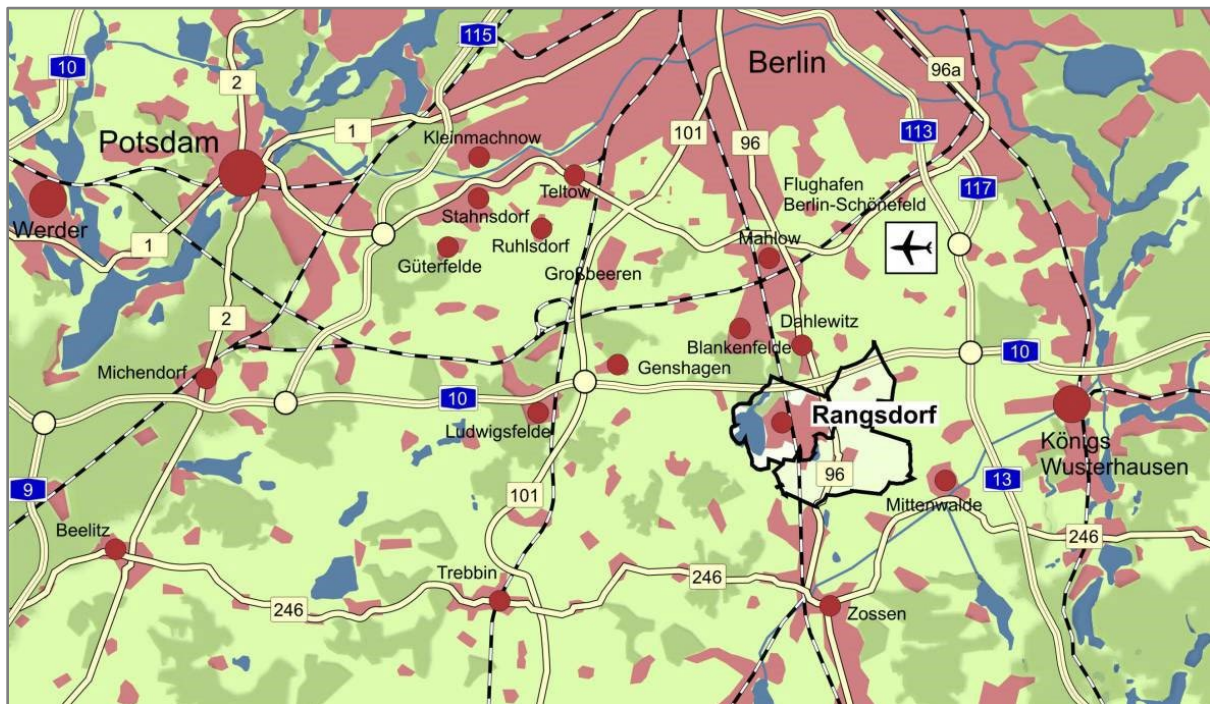 115
10
Berlin
96a
2
Potsdam
1
Kleinmachnow
101
96
113
Teltow
Flughafen
Berlin-Schönefeld
117
Werder
Stahnsdorf
1
Ruhlsdorf
Mahlow
Güterfelde
Großbeeren
2
Dahlewitz
Blankenfelde
10
Michendorf
Genshagen
10
Ludwigsfelde
Rangsdorf
Königs
Wusterhausen
96
9
101
Mittenwalde
13
Beelitz
246
Trebbin
246
246
Zossen